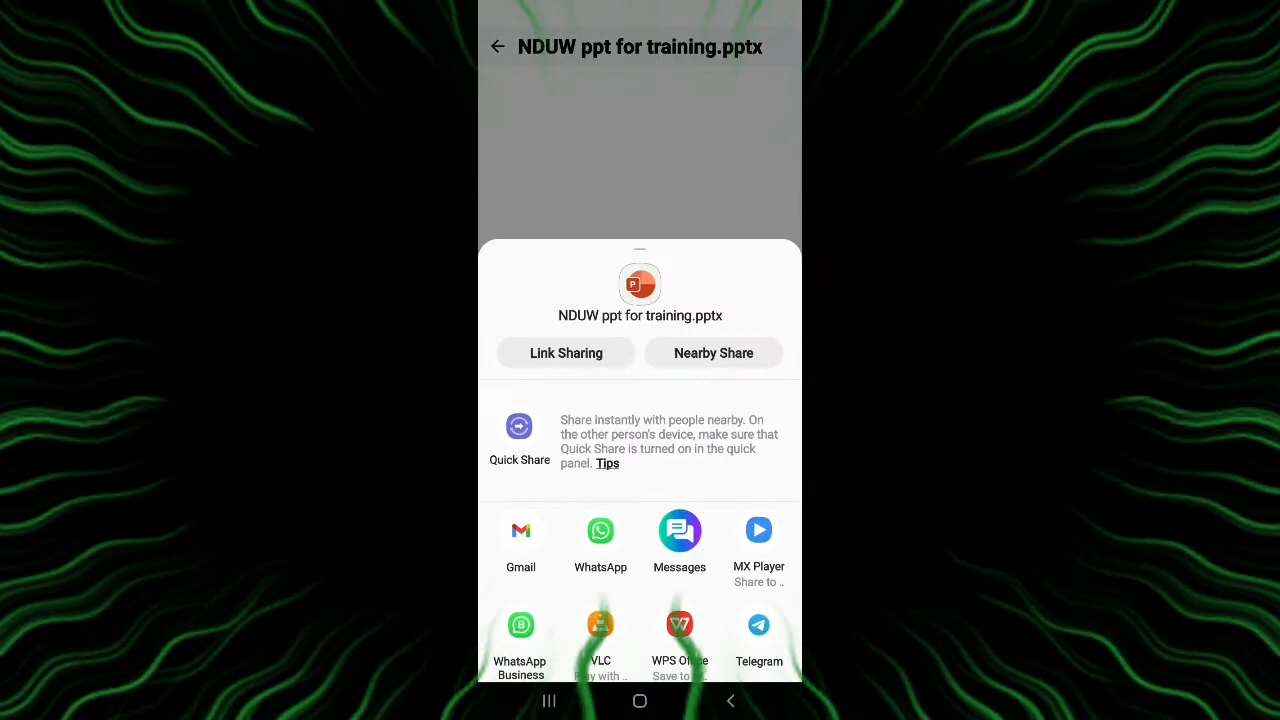 NDUW ppt for training.pptx
NDUW ppt for training.pptx
Link Sharing
Nearby Share
Quick Share
Share instantly with people nearby. On
the other person's device, make sure that
Quick Share is turned on in the quick
panel. Tips
Gmail
WhatsApp
Messages
MX Player
Share to ..
WhatsApp
Business
VLC
Play with ..
WPS Office
Save to
Telegram